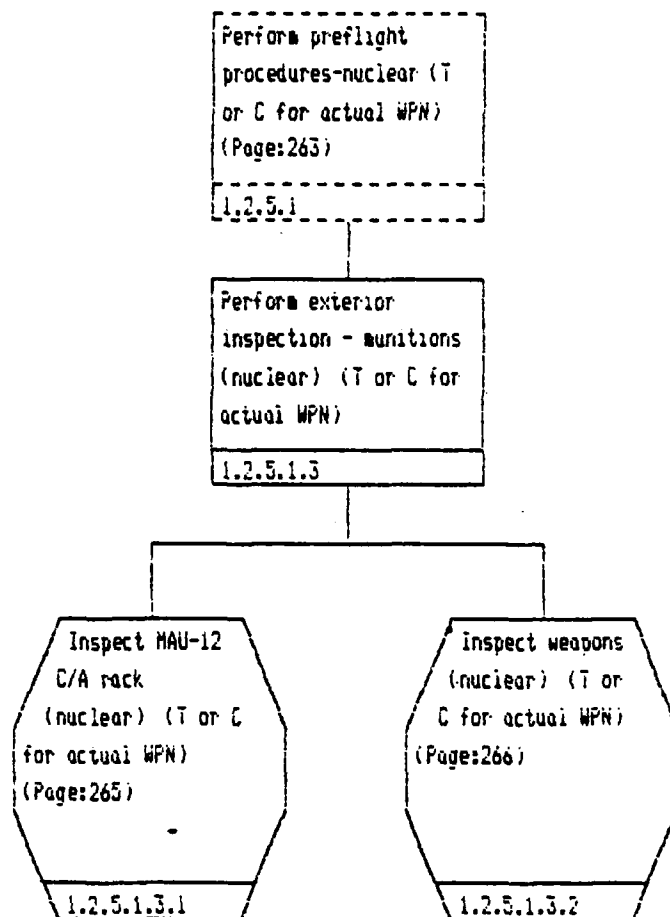 Perform preflight
procedures-nuclear (T
or C for actual WPN)
(Page:263)
1.2.5.1
Perform exterior
inspection - munitions
(nuclear) (T or C for
actual WPN)
1.2.5.1.3
Inspect MAU-12
C/A rack
(nuclear) (T or C
for actual WPN)
(Page:265)
1.2.5.1.3.1
Inspect weapons
(nuclear) (T or
C for actual WPN)
(Page:266)
1.2.5.1.3.2